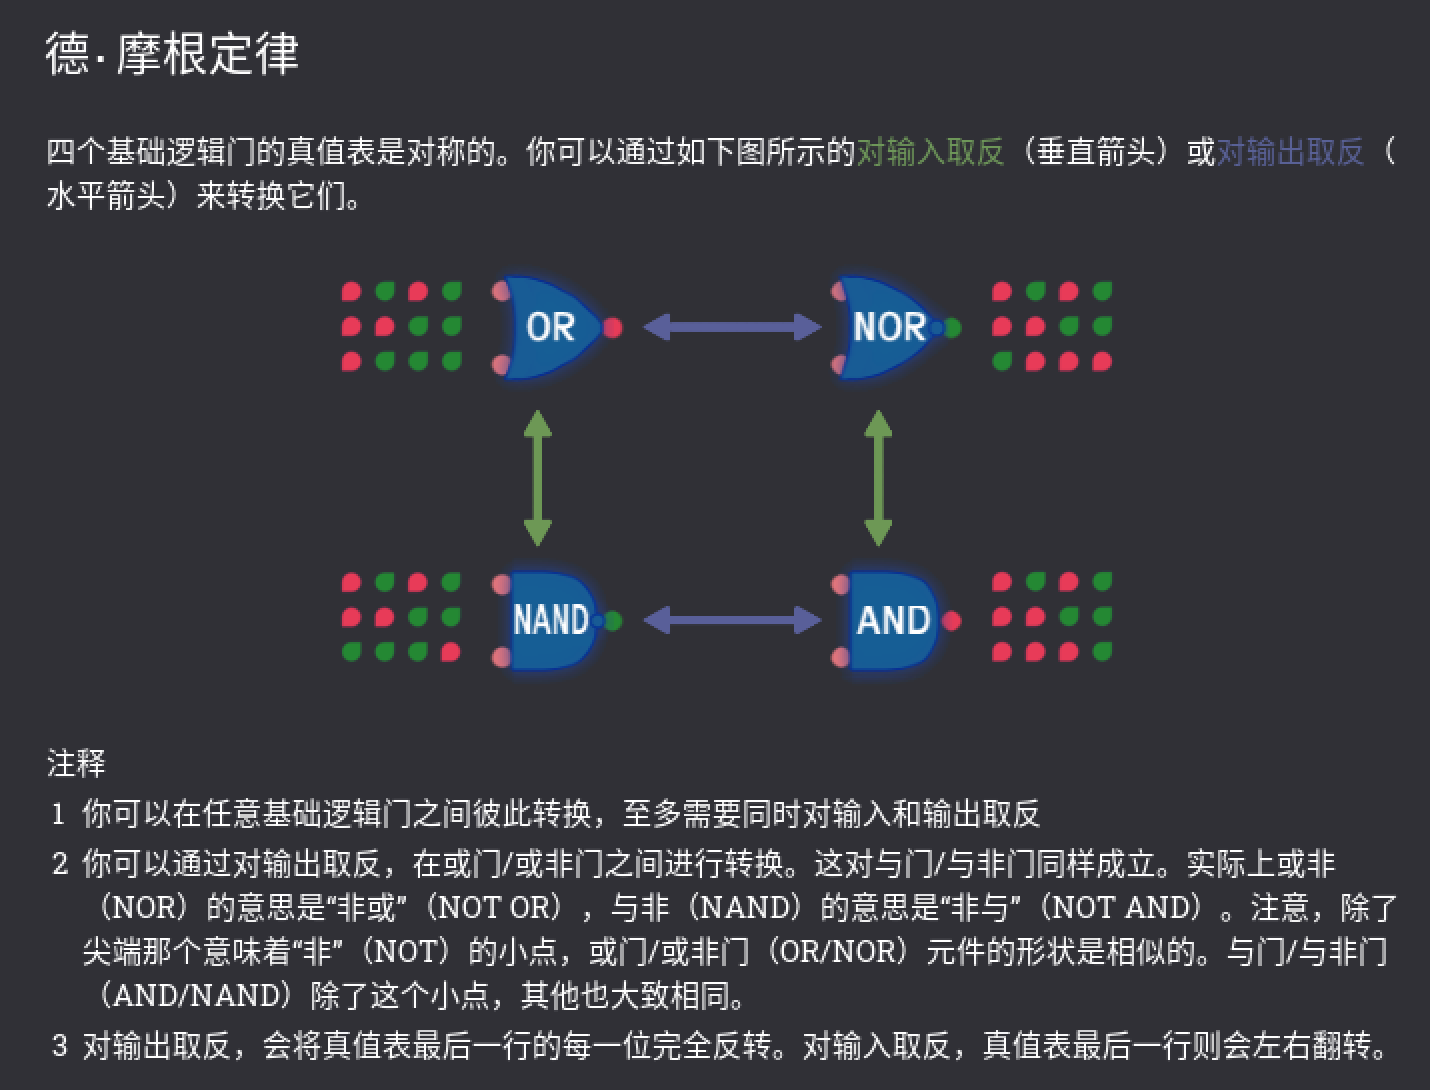 德·摩根定律
四个基础逻辑门的真值表是对称的。你可以通过如下图所示的对输入取反（垂直箭头）或对输出取反（
水平箭头）来转换它们。
OR
NOR
NAND
AND
注释
1 你可以在任意基础逻辑门之间彼此转换，至多需要同时对输入和输出取反
2 你可以通过对输出取反，在或门/或非门之间进行转换。这对与门/与非门同样成立。实际上或非
（NOR）的意思是“非或”（NOT OR），与非（NAND）的意思是“非与”（NOT AND）。注意，除了
尖端那个意味着“非”（NOT）的小点，或门/或非门（OR/NOR）元件的形状是相似的。与门/与非门
（AND/NAND）除了这个小点，其他也大致相同。
3 对输出取反，会将真值表最后一行的每一位完全反转。对输入取反，真值表最后一行则会左右翻转。